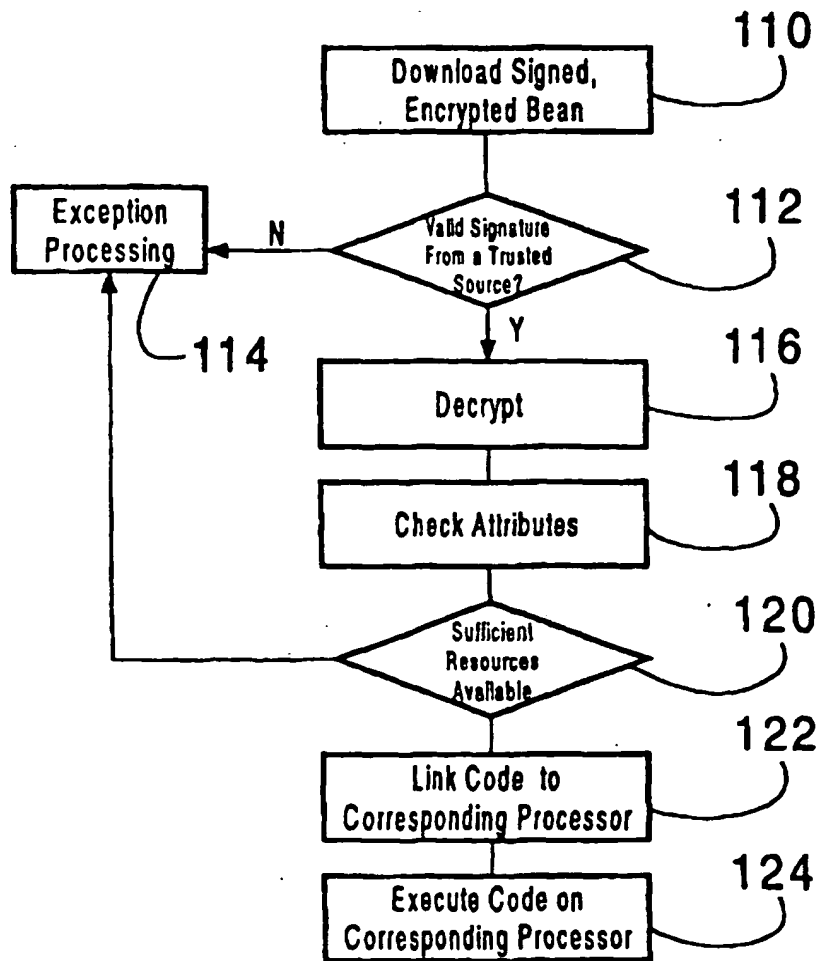 110
Download Signed,
Encrypted Bean
112
Valid Signature
From a Trusted
Source?
N
Exception
Processing
114
Y
116
Decrypt
118
Check Attributes
120
Sufficient
Resources
Available
122
Link Code to
Corresponding Processor
124
Execute Code on
Corresponding Processor